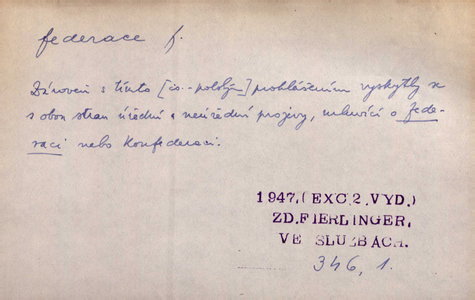 federace f.
Zároveň s tímto [čs.-polským] prohlášením vyskytly se
s obou stran úřední a neúřední projevy, mluvící o fede-
raci nebo konfederaci.
1947.(EXC.2.VYD.)
ZD.FIERLINGER,
VE SLUŽBÁCH.
346, 1.